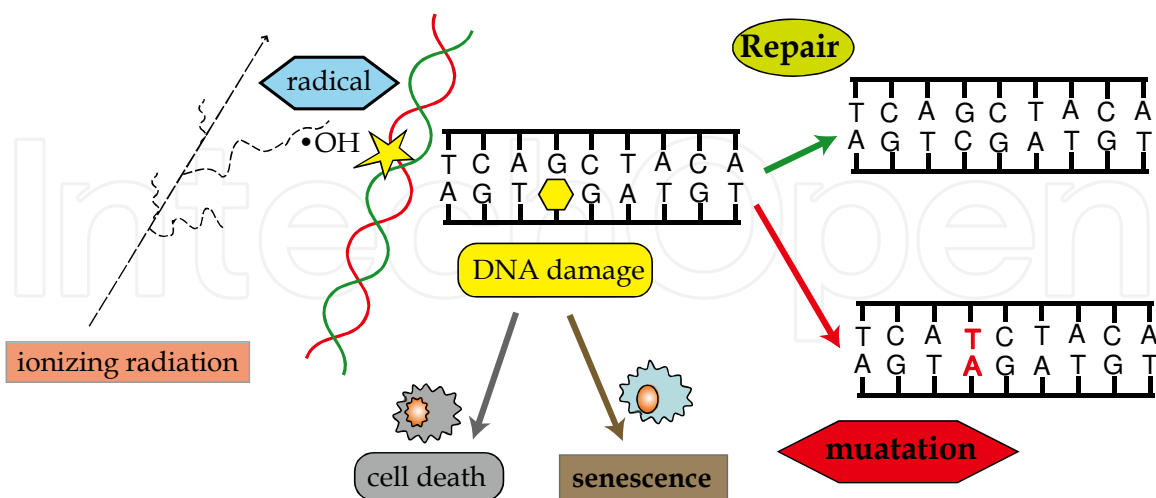 Repair
radical
•OH
T C A G C T A C A
A G T G A T G T
T C A G C T A C A
A G T C G A T G T
DNA damage
ionizing radiation
T C A T C T A C A
A G T A G A T G T
muatation
cell death
senescence
IntechOpen